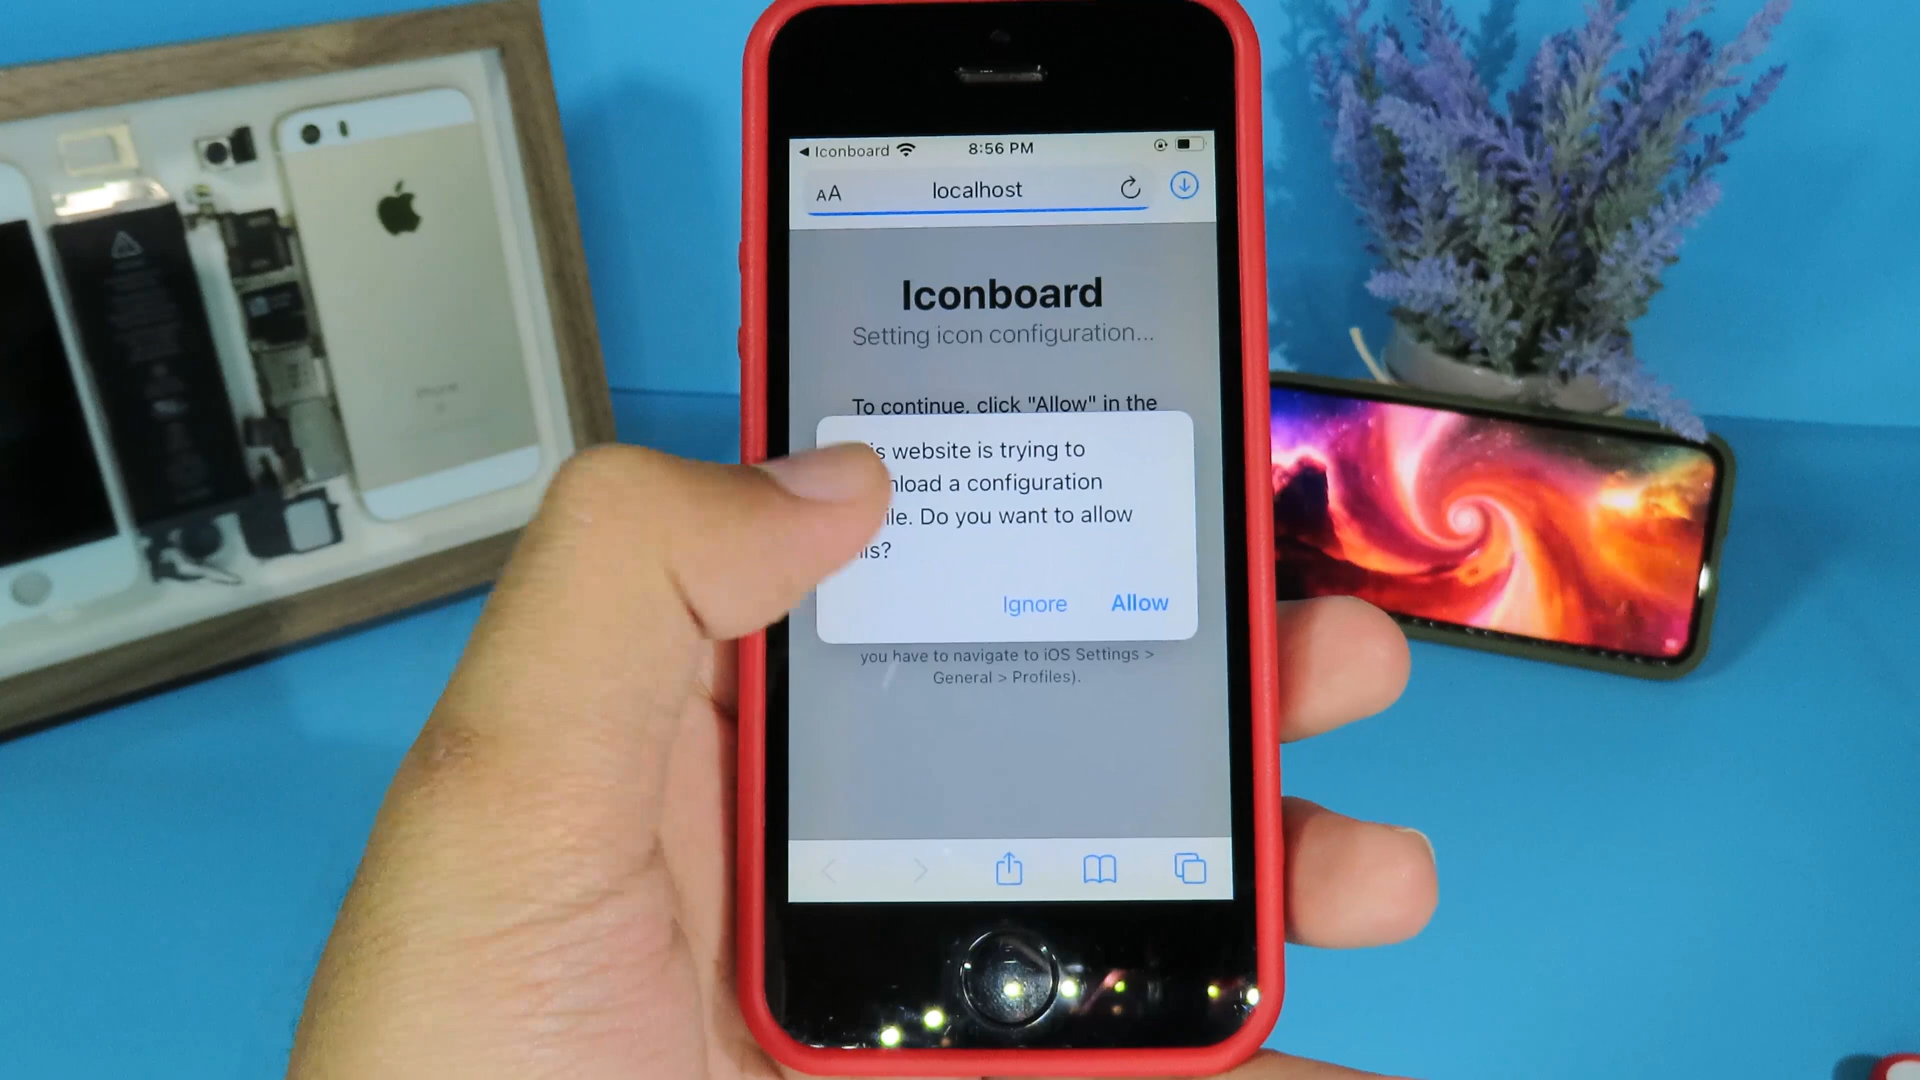 Iconboard
8:56 PM
AA
localhost
Iconboard
Setting icon configuration...
To continue, click "Allow" in the
website is trying to
a configuration
Do you want to allow
Ignore
Allow
you have to navigate to iOS Settings >
General > Profiles).